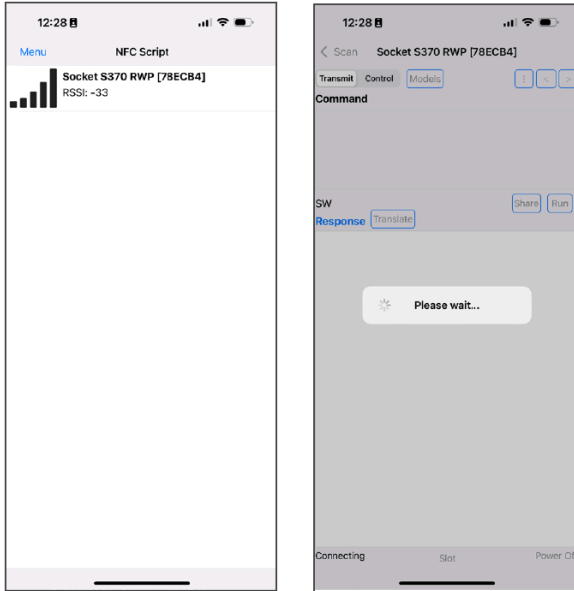 12:28
Menu NFC Script
Socket S370 RWP [78ECB4]
RSSI: -33
12:28
< Scan Socket S370 RWP [78ECB4]
Transmit Control Models ⋮ < >
Command
SW Share Run
Response Translate
Please wait...
Connecting Slot Power Of